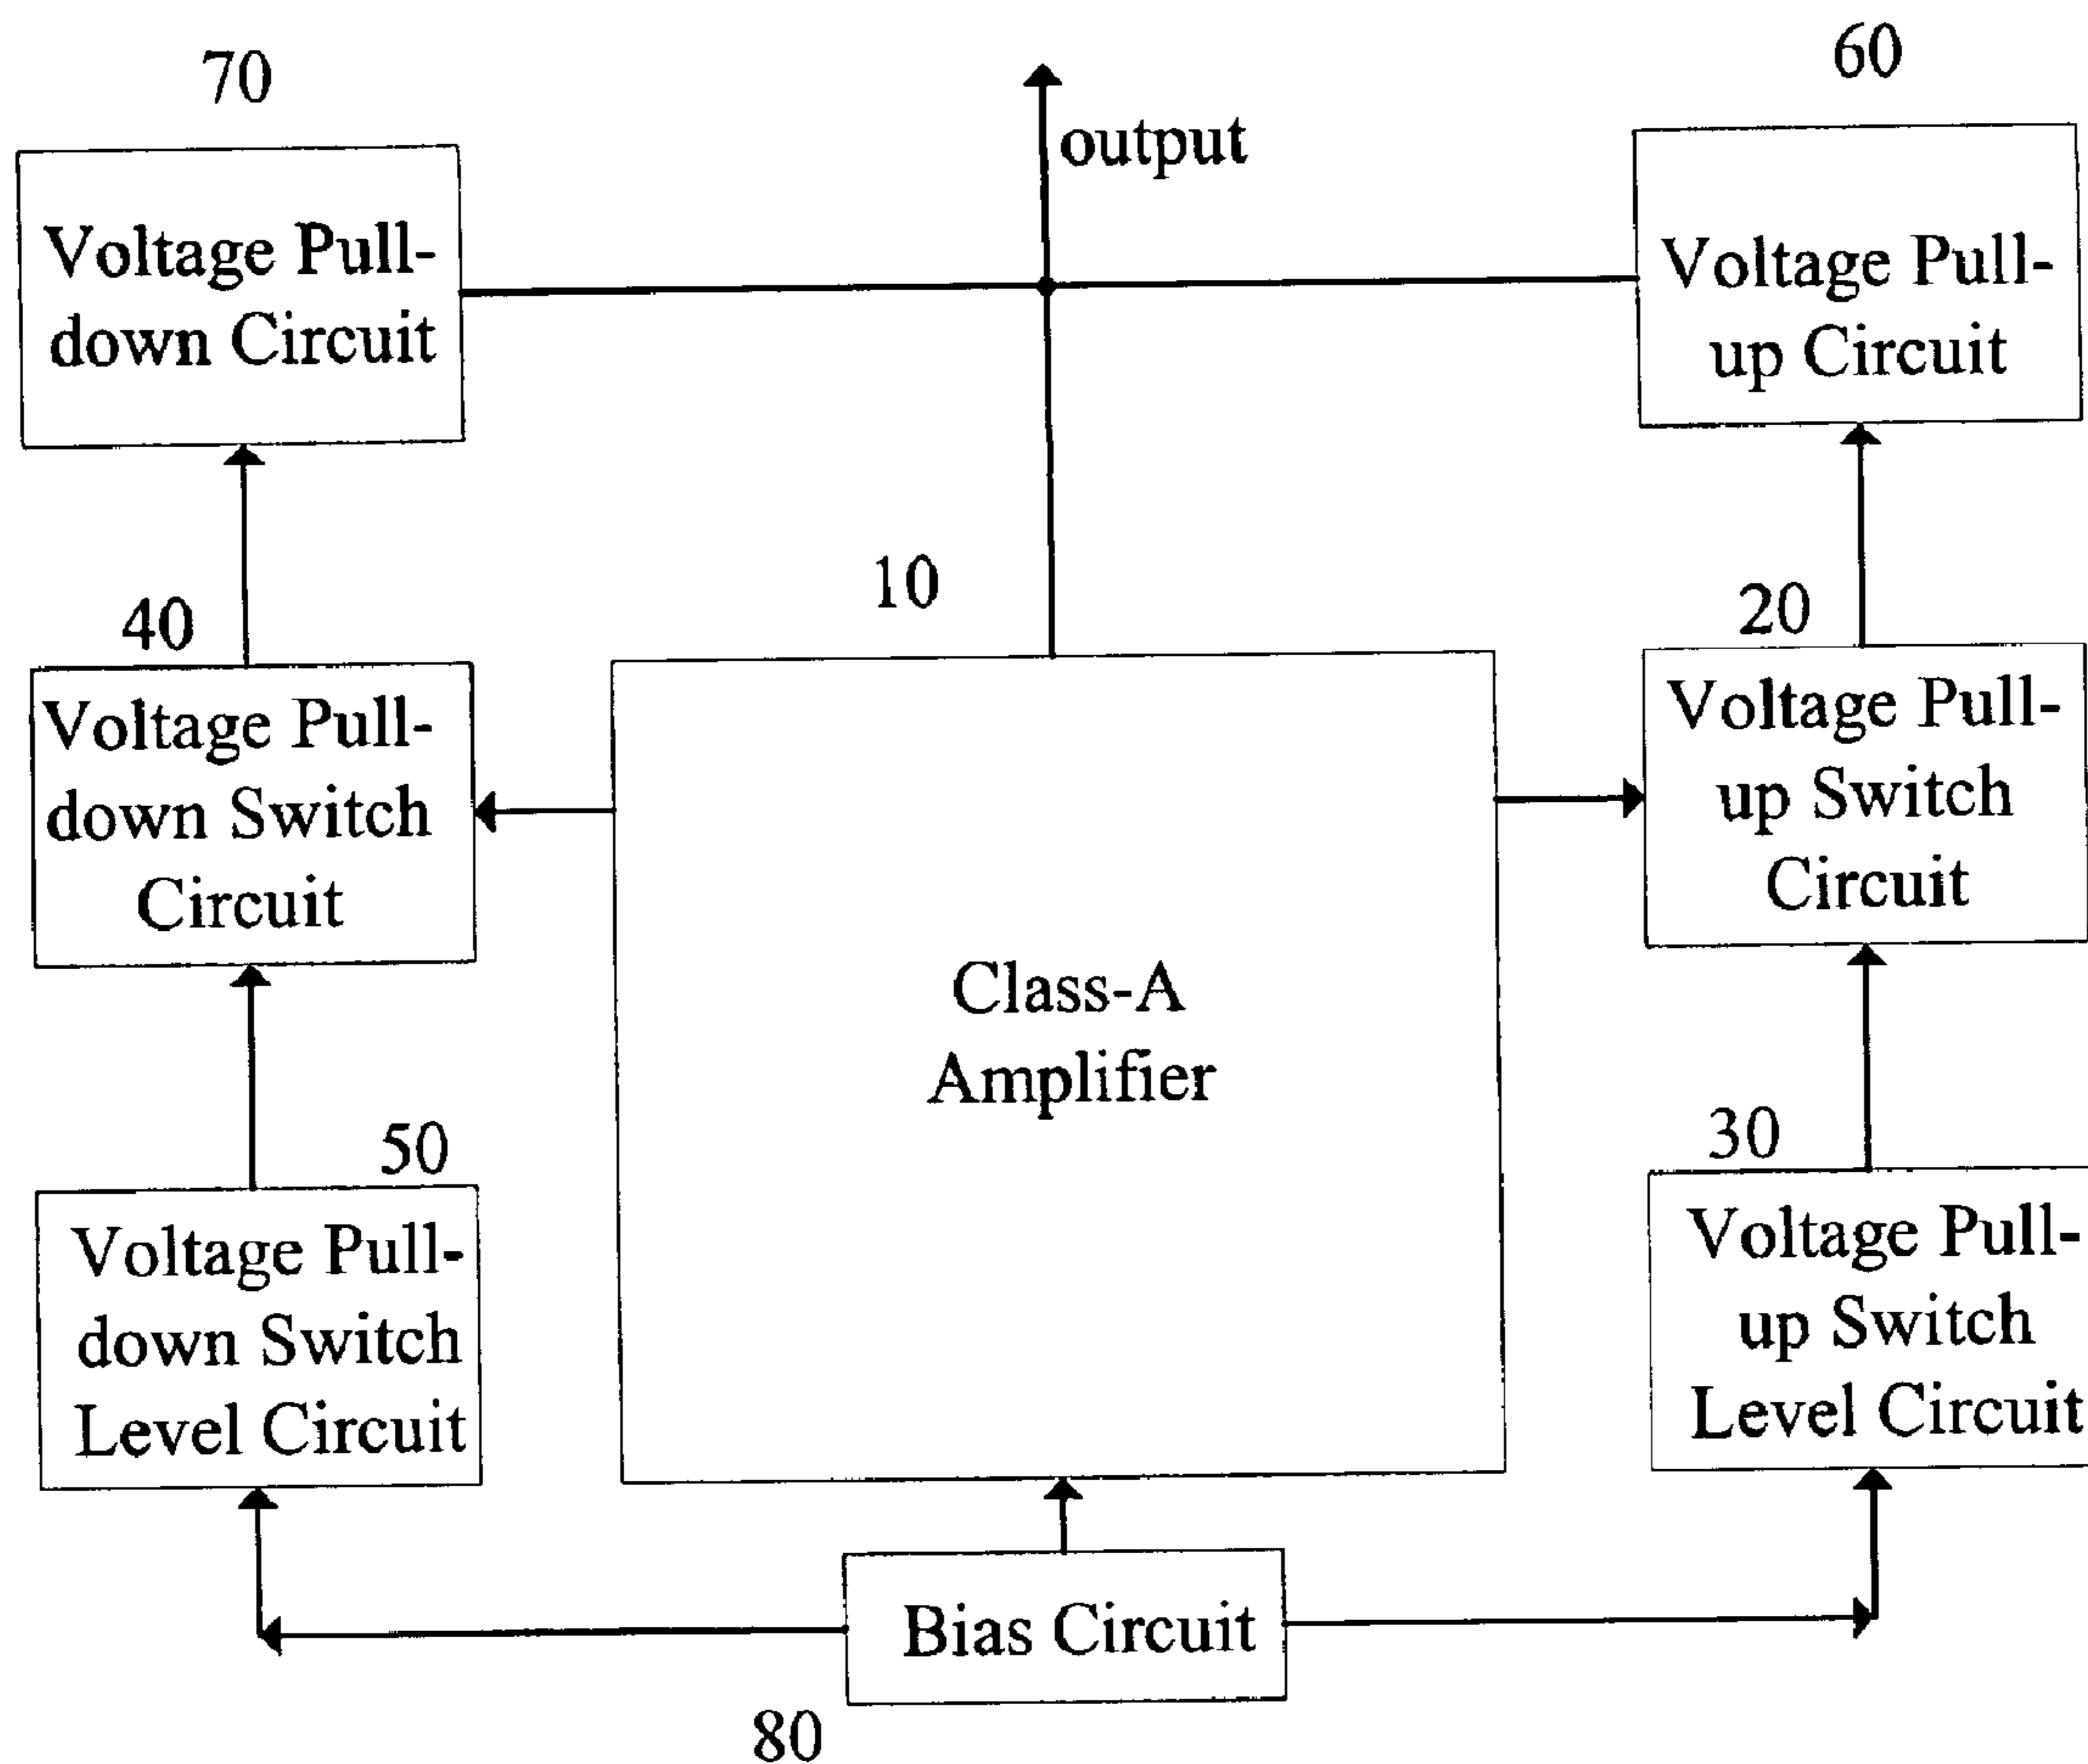 70
60
output
Voltage Pull-
down Circuit
Voltage Pull-
up Circuit
10
40
20
Voltage Pull-
down Switch
Circuit
Voltage Pull-
up Switch
Circuit
Class-A
Amplifier
50
30
Voltage Pull-
down Switch
Level Circuit
Voltage Pull-
up Switch
Level Circuit
Bias Circuit
80